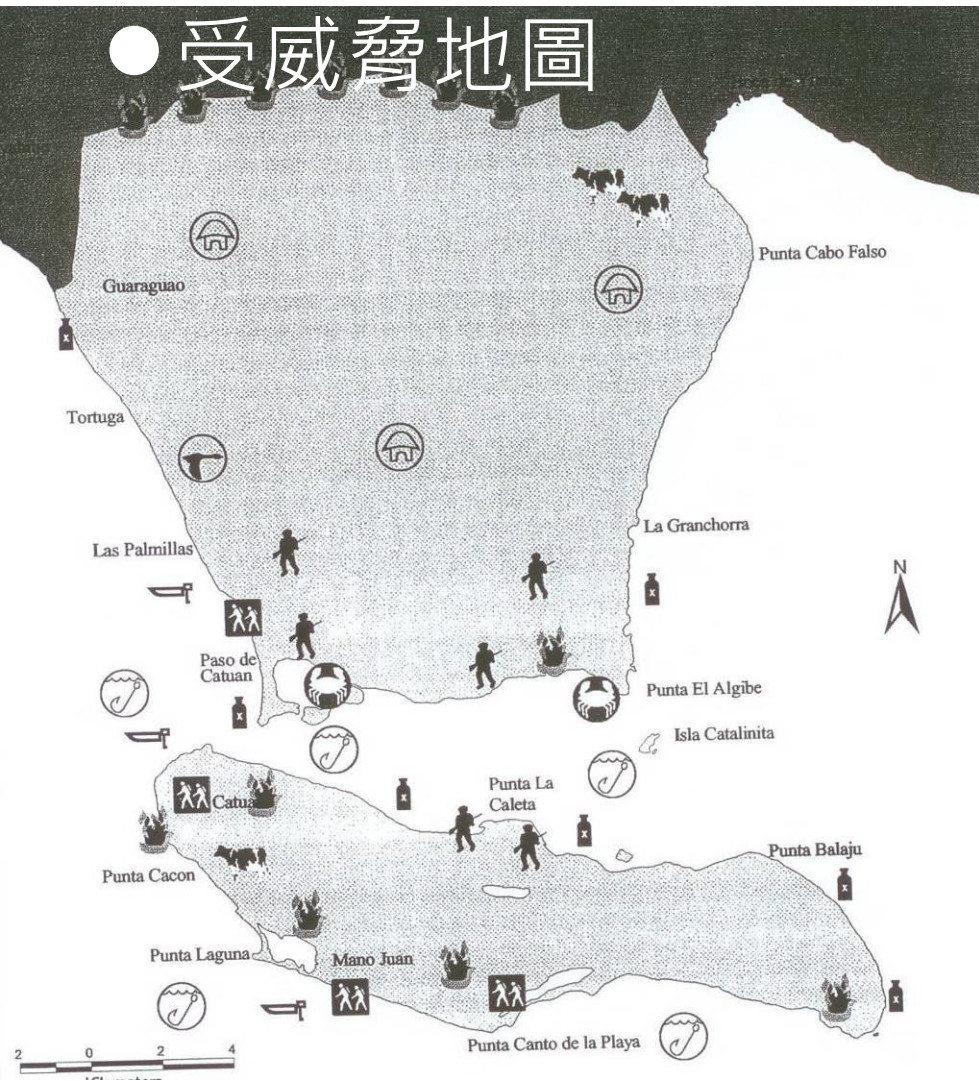 ● 受威脅地圖
Punta Cabo Falso
Guaraguao
Tortuga
La Granchorra
Las Palmillas
N
Paso de
Catuan
Punta El Algibe
Isla Catalinita
Punta La
Caleta
Catua
Punta Balaju
Punta Cacon
Punta Laguna
Mano Juan
Punta Canto de la Playa
2 0 2 4